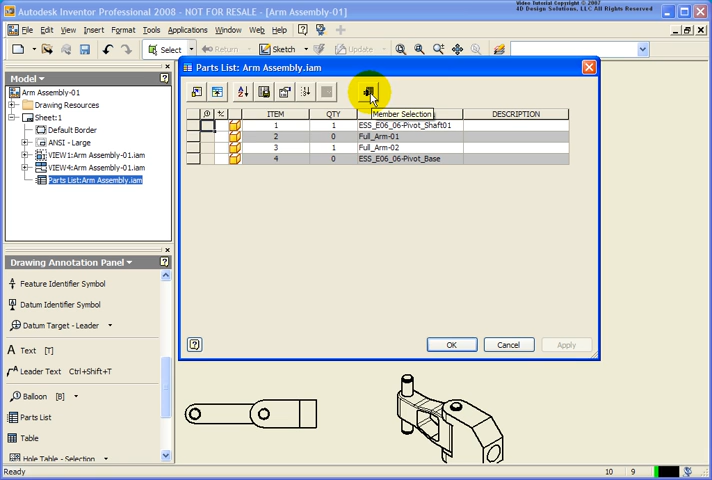 Autodesk Inventor Professional 2008 - NOT FOR RESALE - [Arm Assembly-01]
Video Tutorial Copyright © 2007
4D Design Solutions, LLC All Rights Reserved
File Edit View Insert Format Tools Applications Window Web Help
Select Return Sketch Update
Model
Arm Assembly-01
Drawing Resources
Sheet:1
Default Border
ANSI - Large
VIEW1:Arm Assembly-01.iam
VIEW4:Arm Assembly-01.iam
Parts List:Arm Assembly.iam
Parts List: Arm Assembly.iam
Member Selection
ITEM QTY DESCRIPTION
1 1 ESS_E06_06-Pivot_Shaft01
2 0 Full_Arm-01
3 1 Full_Arm-02
4 0 ESS_E06_06-Pivot_Base
OK Cancel Apply
Drawing Annotation Panel
Feature Identifier Symbol
Datum Identifier Symbol
Datum Target - Leader
Text [T]
Leader Text Ctrl+Shift+T
Balloon [B]
Parts List
Table
Hole Table - Selection
Ready
10 9